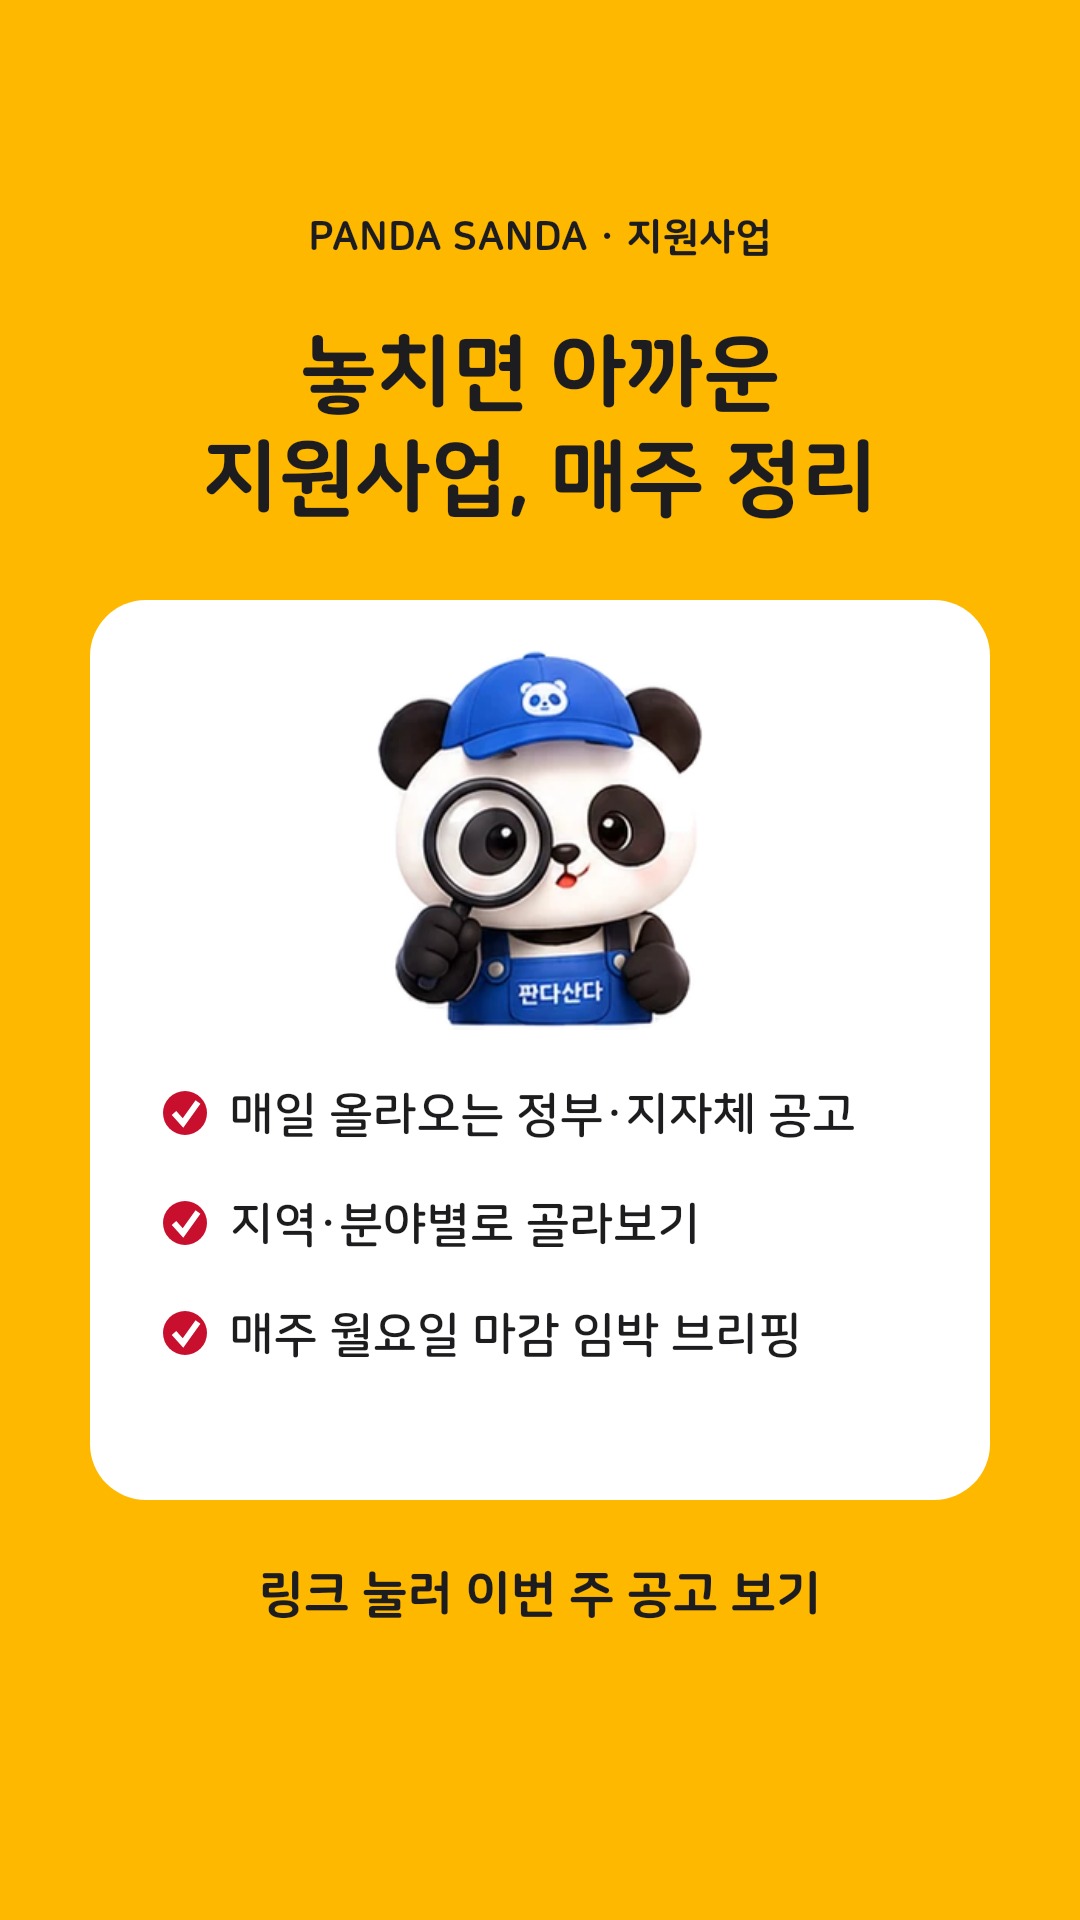 PANDA SANDA · 지원사업
놓치면 아까운
지원사업, 매주 정리
판다산다
매일 올라오는 정부·지자체 공고
지역·분야별로 골라보기
매주 월요일 마감 임박 브리핑
링크 눌러 이번 주 공고 보기